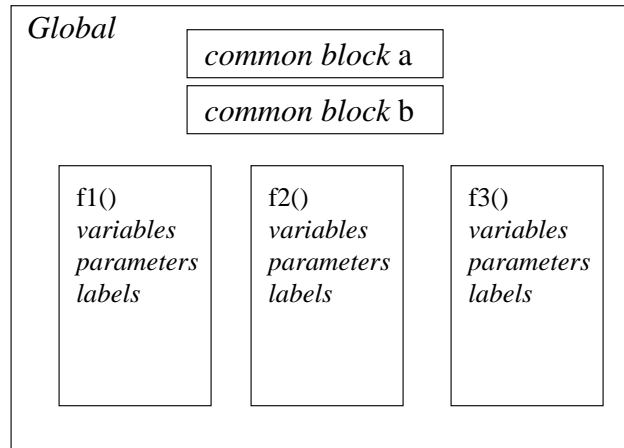 Global
common block a
common block b
f1()
variables
parameters
labels
f2()
variables
parameters
labels
f3()
variables
parameters
labels